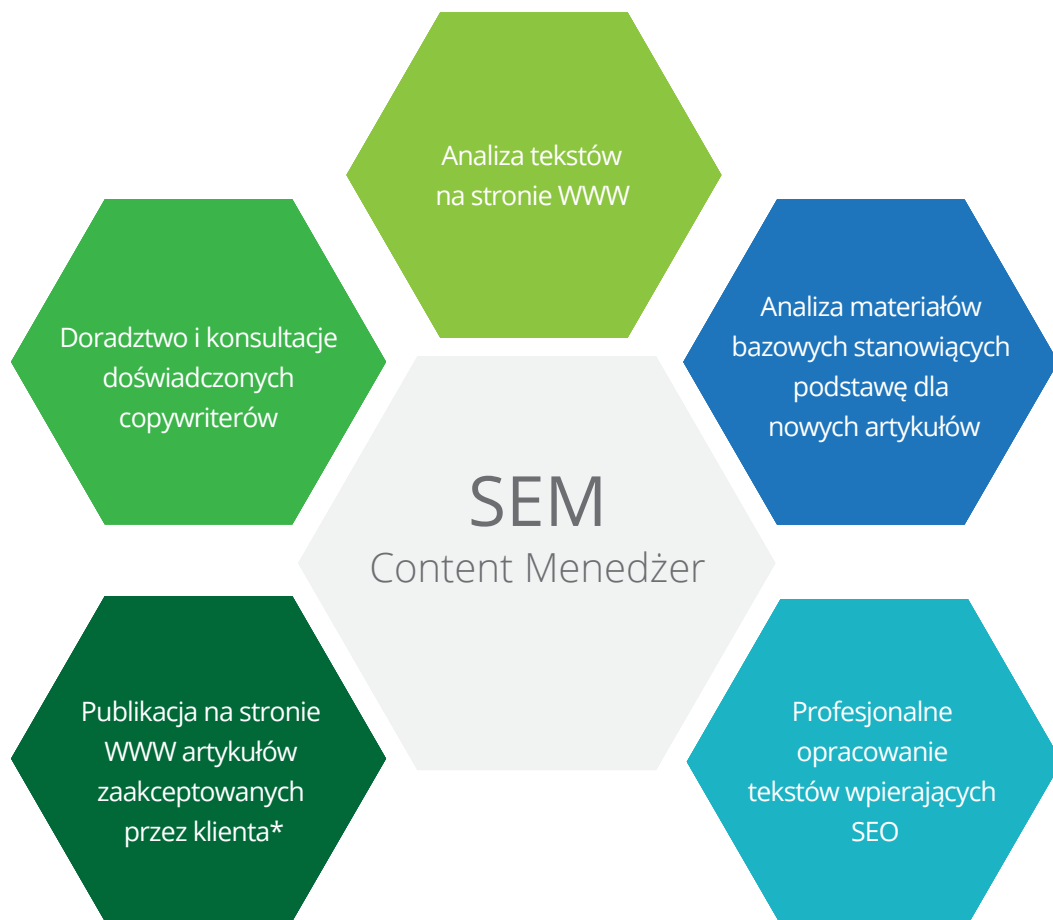 Analiza tekstów
na stronie WWW
Doradztwo i konsultacje
doświadczonych
copywriterów
Analiza materiałów
bazowych stanowiących
podstawę dla
nowych artykułów
SEM
Content Menedżer
Publikacja na stronie
WWW artykułów
zaakceptowanych
przez klienta*
Profesjonalne
opracowanie
tekstów wpierających
SEO